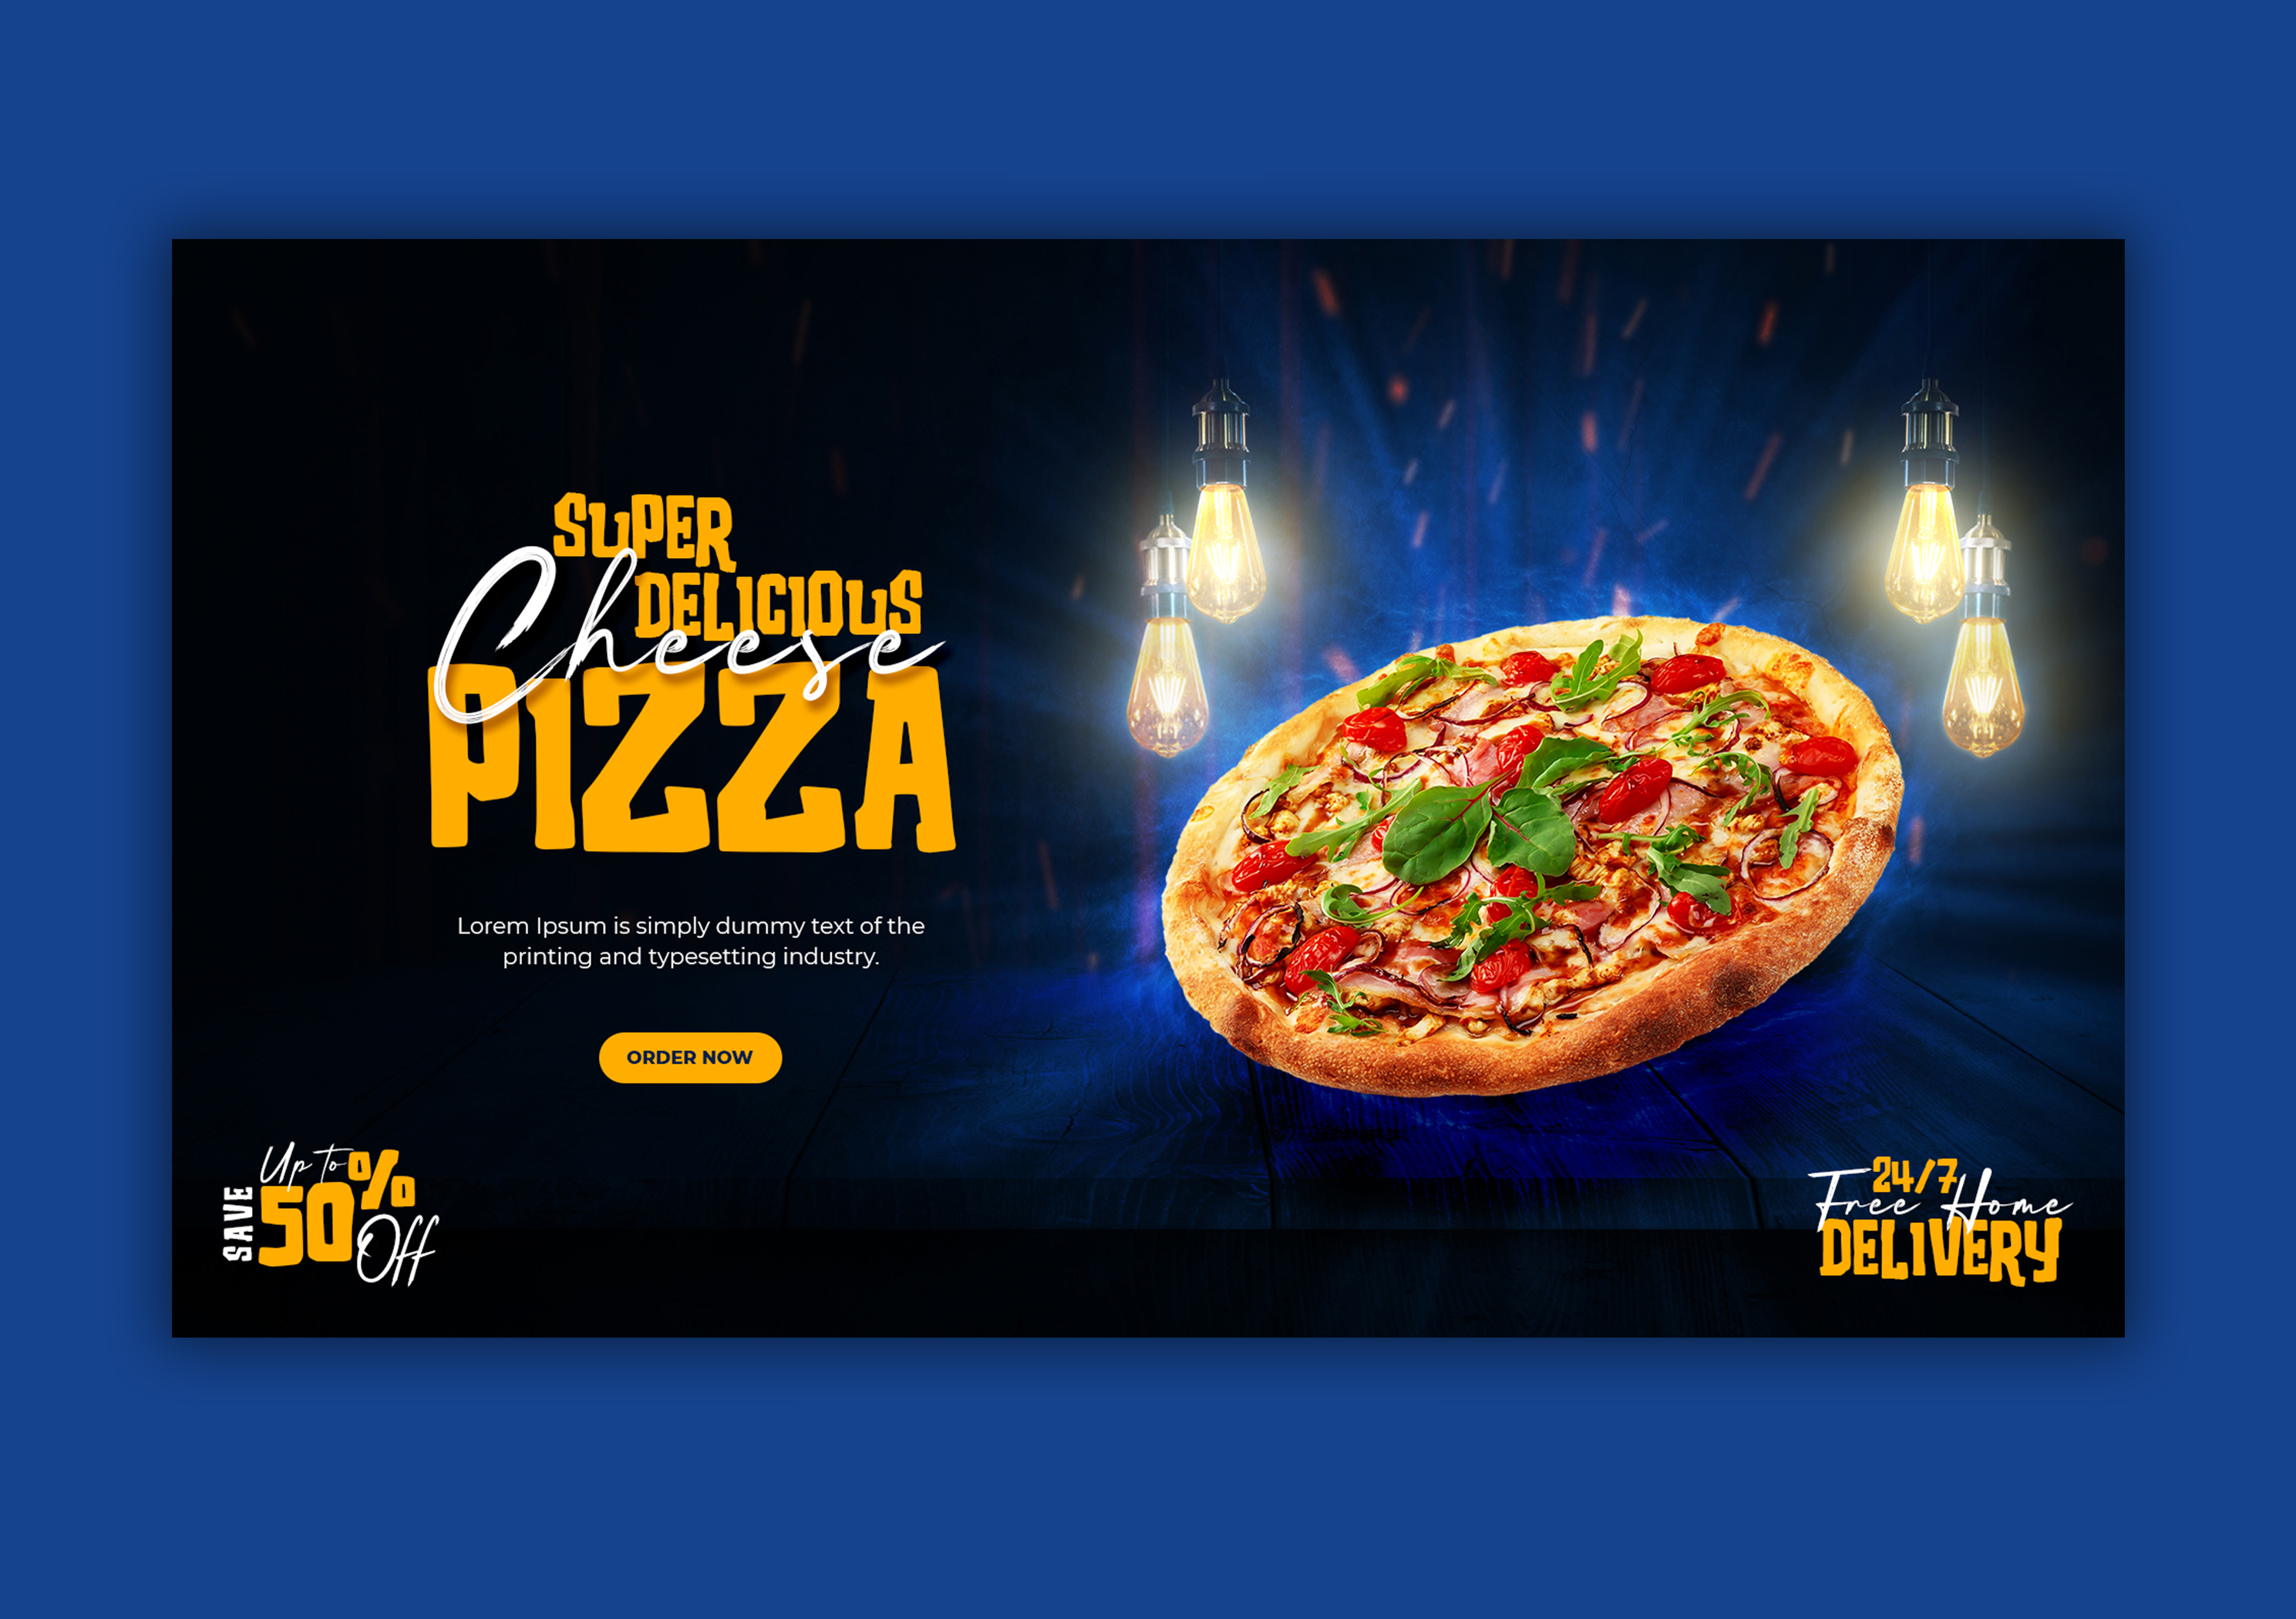 SUPER
DELICIOUS
Cheese
PIZZA
Lorem Ipsum is simply dummy text of the
printing and typesetting industry.
ORDER NOW
SAVE
Up to
50%
Off
24/7
Free Home
DELIVERY